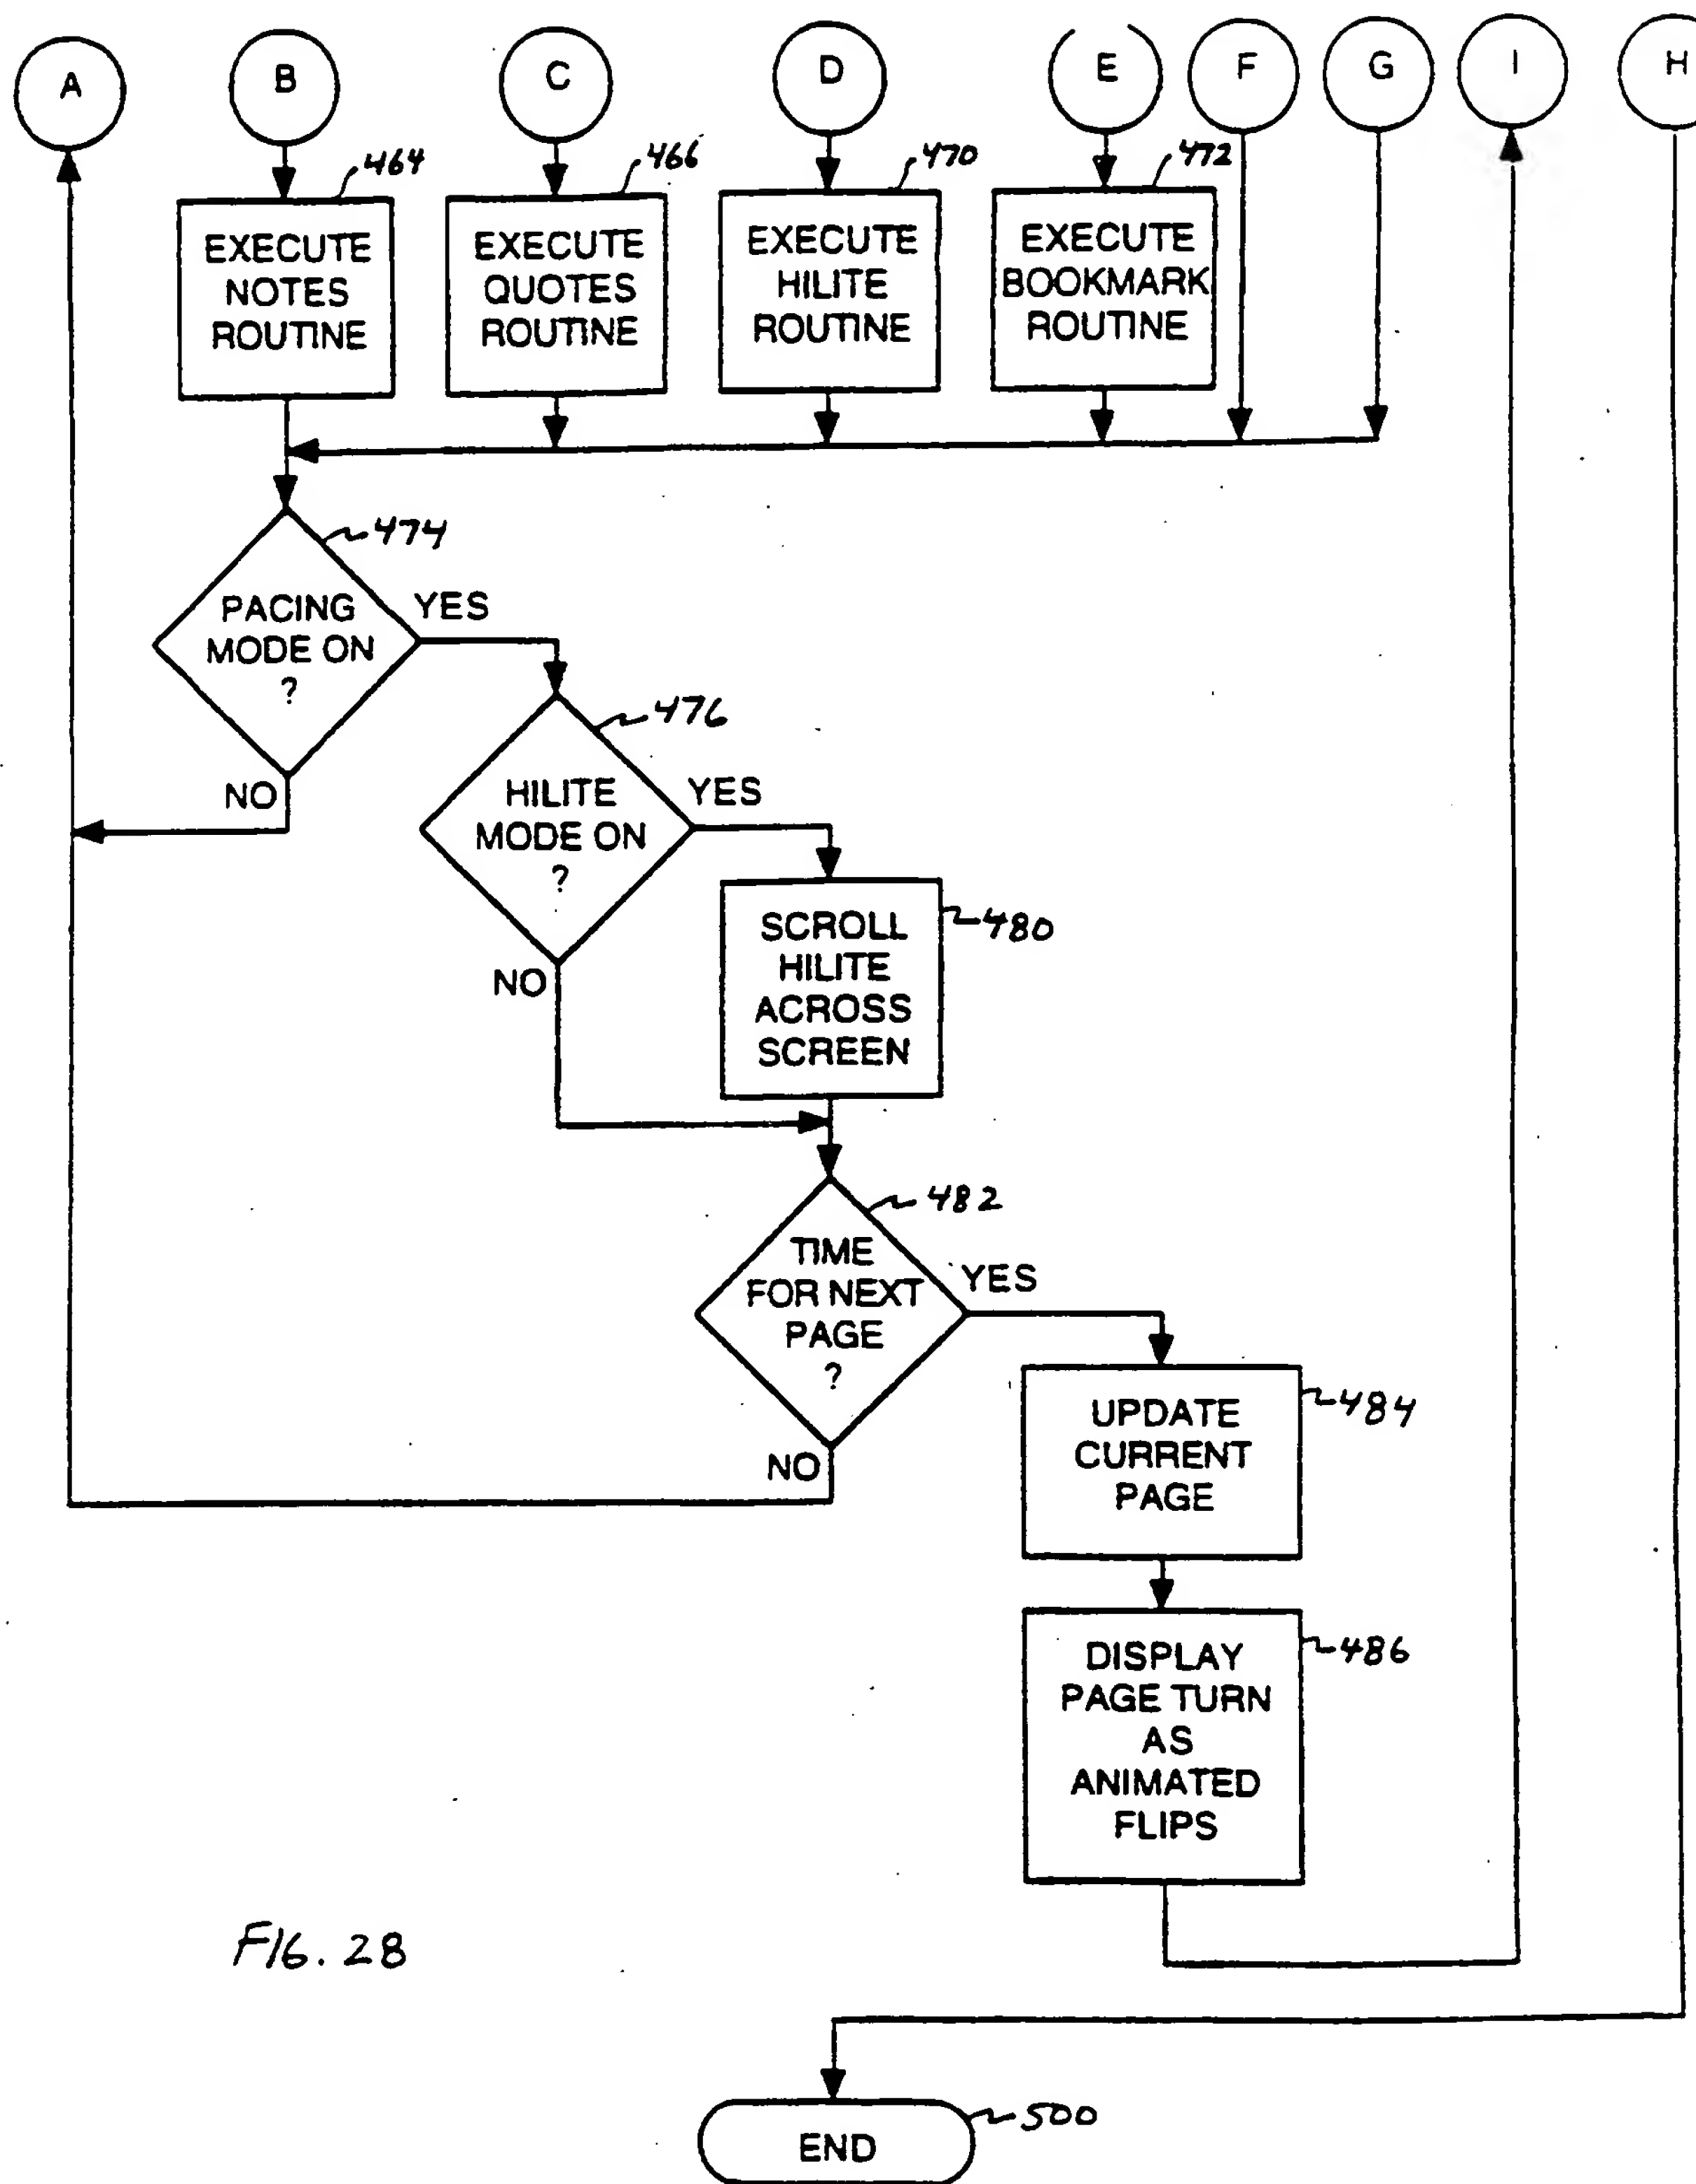 A
B
C
D
E
F
G
I
H
464
466
470
472
EXECUTE
NOTES
ROUTINE
EXECUTE
QUOTES
ROUTINE
EXECUTE
HILITE
ROUTINE
EXECUTE
BOOKMARK
ROUTINE
474
PACING
MODE ON
?
YES
NO
476
HILITE
MODE ON
?
YES
NO
480
SCROLL
HILITE
ACROSS
SCREEN
482
TIME
FOR NEXT
PAGE
?
YES
NO
484
UPDATE
CURRENT
PAGE
486
DISPLAY
PAGE TURN
AS
ANIMATED
FLIPS
FIG. 28
500
END